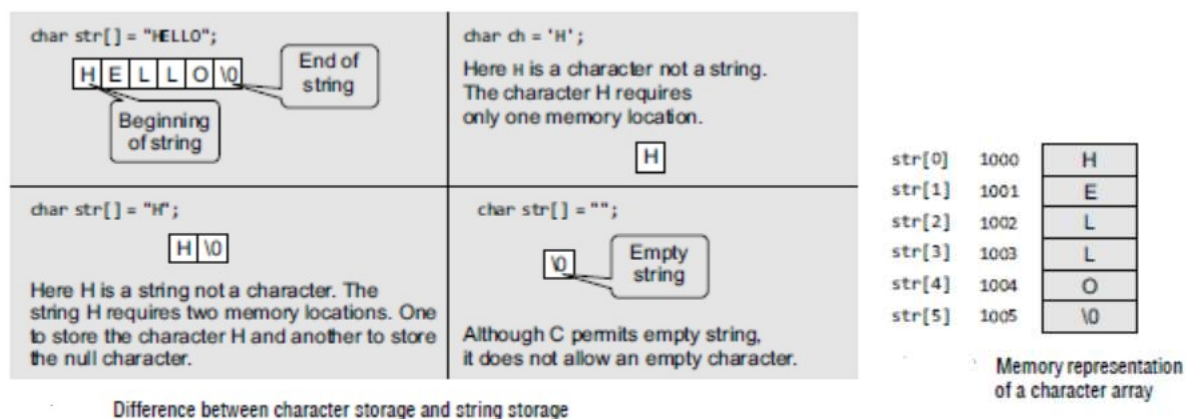 char str[] = "HELLO";
H E L L O \0
End of
string
Beginning
of string
char ch = 'H';
Here H is a character not a string.
The character H requires
only one memory location.
H
char str[] = "H";
H \0
Here H is a string not a character. The
string H requires two memory locations. One
to store the character H and another to store
the null character.
char str[] = "";
\0
Empty
string
Although C permits empty string,
it does not allow an empty character.
Difference between character storage and string storage
str[0] 1000 H
str[1] 1001 E
str[2] 1002 L
str[3] 1003 L
str[4] 1004 O
str[5] 1005 \0
Memory representation
of a character array